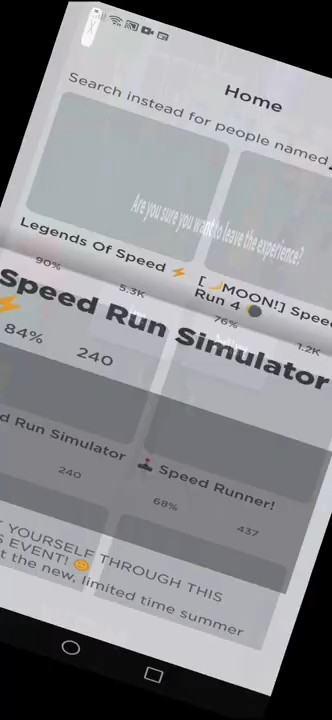 Home
Search instead for people named
Are you sure you want to leave the experience?
Legends Of Speed ⚡
90% 5.3K
[🌙MOON!] Speed
Run 4 🌑
76% 1.2K
Speed Run Simulator
⚡
84% 240
d Run Simulator
240
🕹️ Speed Runner!
68% 437
YOURSELF THROUGH THIS
S EVENT! 🙂
t the new, limited time summer